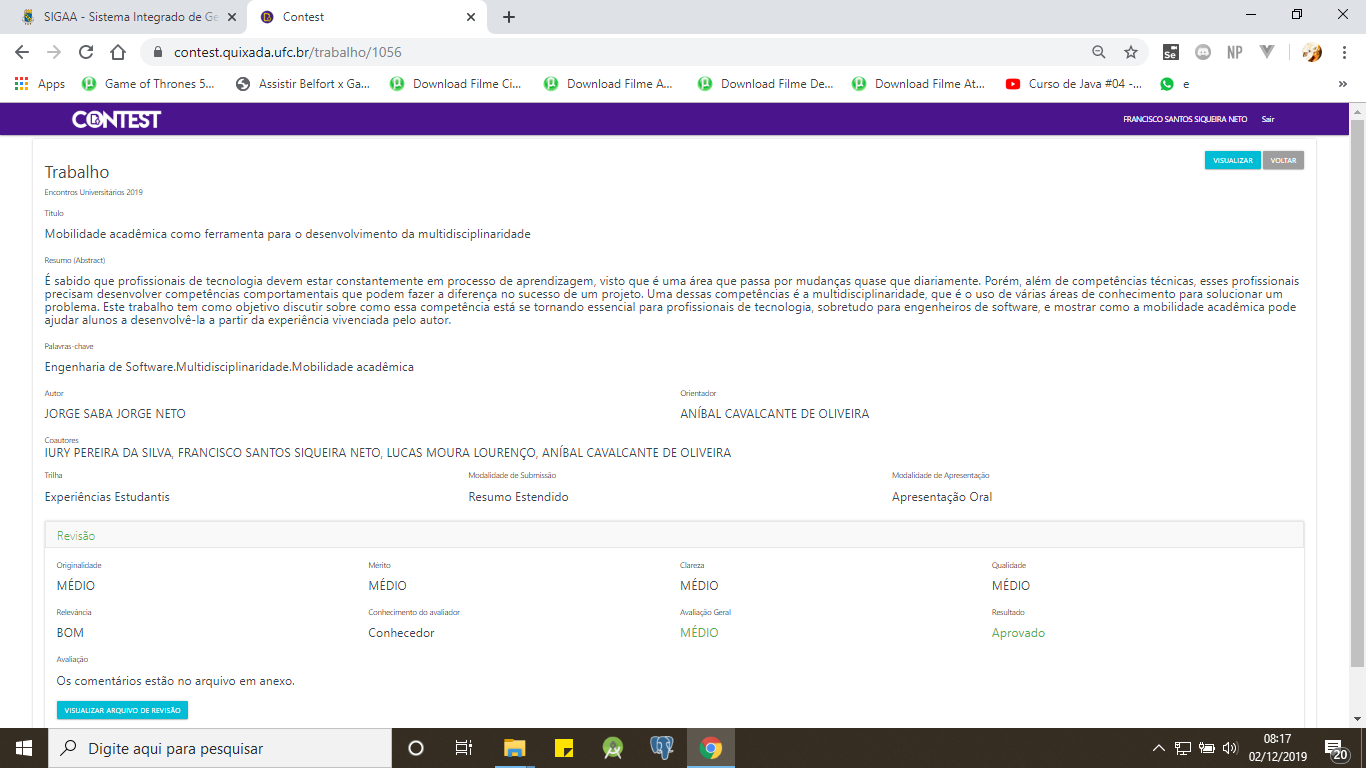 SIGAA - Sistema Integrado de Ge
Contest
contest.quixada.ufc.br/trabalho/1056
Se
NP
Apps
Game of Thrones 5...
Assistir Belfort x Ga...
Download Filme Ci...
Download Filme A...
Download Filme De...
Download Filme At...
Curso de Java #04 -...
e
»
CONTEST
FRANCISCO SANTOS SIQUEIRA NETO
Sair
Trabalho
VISUALIZAR
VOLTAR
Encontros Universitários 2019
Título
Mobilidade acadêmica como ferramenta para o desenvolvimento da multidisciplinaridade
Resumo (Abstract)
É sabido que profissionais de tecnologia devem estar constantemente em processo de aprendizagem, visto que é uma área que passa por mudanças quase que diariamente. Porém, além de competências técnicas, esses profissionais
precisam desenvolver competências comportamentais que podem fazer a diferença no sucesso de um projeto. Uma dessas competências é a multidisciplinaridade, que é o uso de várias áreas de conhecimento para solucionar um
problema. Este trabalho tem como objetivo discutir sobre como essa competência está se tornando essencial para profissionais de tecnologia, sobretudo para engenheiros de software, e mostrar como a mobilidade acadêmica pode
ajudar alunos a desenvolvê-la a partir da experiência vivenciada pelo autor.
Palavras-chave
Engenharia de Software.Multidisciplinaridade.Mobilidade acadêmica
Autor
Orientador
JORGE SABA JORGE NETO
ANÍBAL CAVALCANTE DE OLIVEIRA
Coautores
IURY PEREIRA DA SILVA, FRANCISCO SANTOS SIQUEIRA NETO, LUCAS MOURA LOURENÇO, ANÍBAL CAVALCANTE DE OLIVEIRA
Trilha
Modalidade de Submissão
Modalidade de Apresentação
Experiências Estudantis
Resumo Estendido
Apresentação Oral
Revisão
Originalidade
Mérito
Clareza
Qualidade
MÉDIO
MÉDIO
MÉDIO
MÉDIO
Relevância
Conhecimento do avaliador
Avaliação Geral
Resultado
BOM
Conhecedor
MÉDIO
Aprovado
Avaliação
Os comentários estão no arquivo em anexo.
VISUALIZAR ARQUIVO DE REVISÃO
Digite aqui para pesquisar
08:17
02/12/2019
20